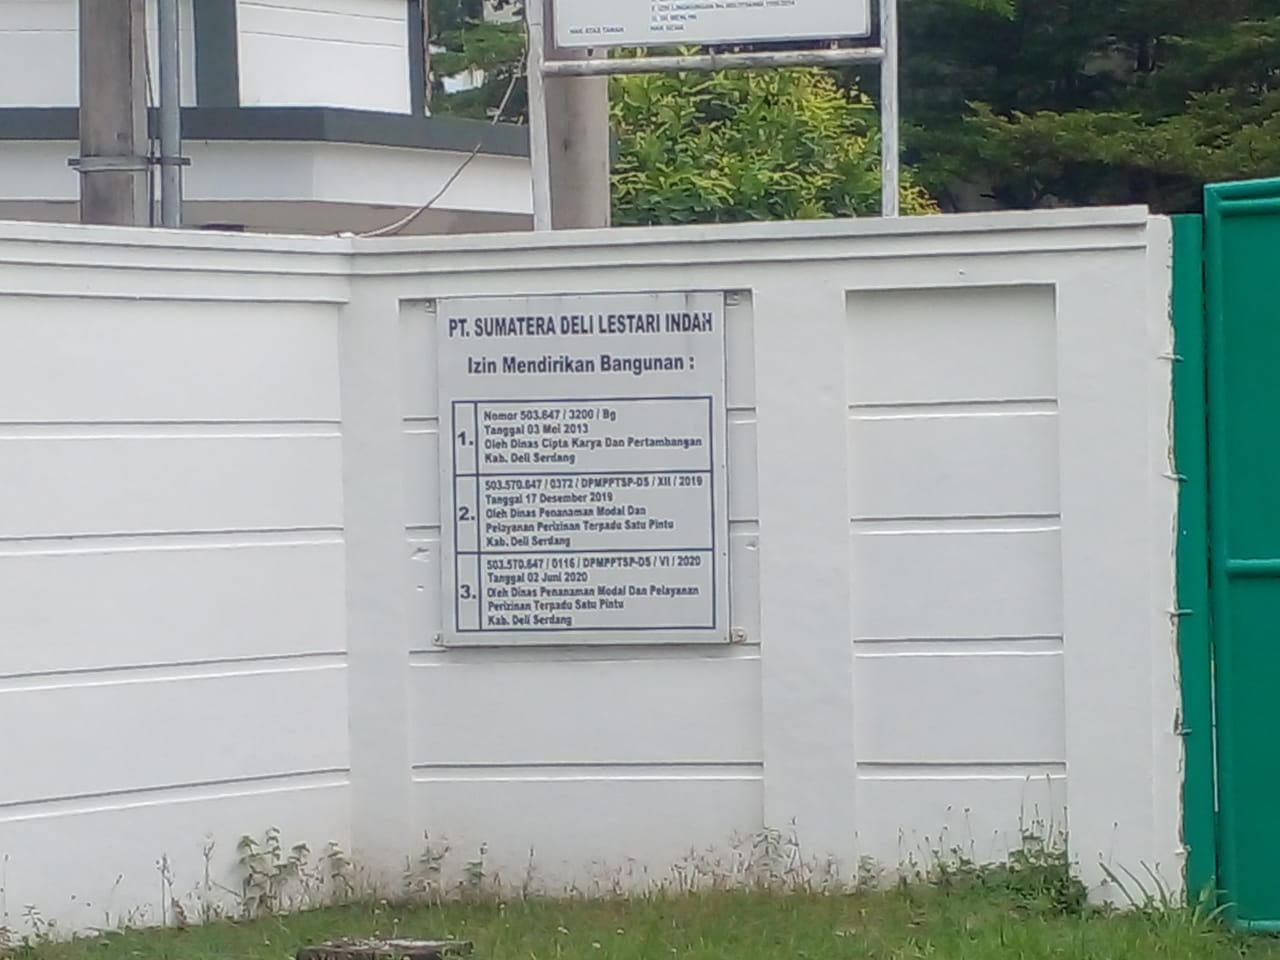 HAK ATAS TANAH
PT. SUMATERA DELI LESTARI INDAH
Izin Mendirikan Bangunan :
1.
Nomor 503.647 / 3200 / Bg
Tanggal 03 Mei 2013
Oleh Dinas Cipta Karya Dan Pertambangan
Kab. Deli Serdang
2.
503.570.647 / 0372 / DPMPPTSP-DS / XII / 2019
Tanggal 17 Desember 2019
Oleh Dinas Penanaman Modal Dan
Pelayanan Perizinan Terpadu Satu Pintu
Kab. Deli Serdang
3.
503.570.647 / 0116 / DPMPPTSP-DS / VI / 2020
Tanggal 02 Juni 2020
Oleh Dinas Penanaman Modal Dan Pelayanan
Perizinan Terpadu Satu Pintu
Kab. Deli Serdang